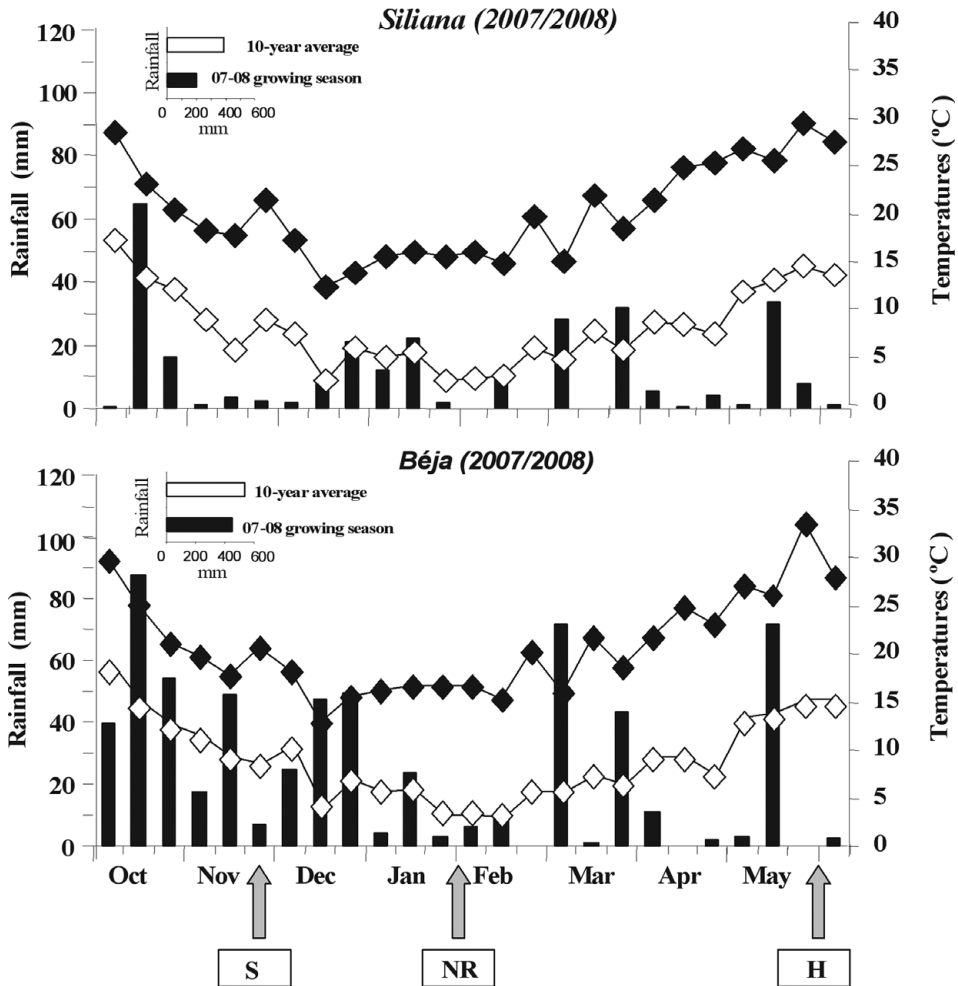 Siliana (2007/2008)
120
100
80
60
40
20
0
Rainfall (mm)
Rainfall
10-year average
07-08 growing season
0 200 400 600
mm
40
35
30
25
20
15
10
5
0
Temperatures (ºC )
Béja (2007/2008)
120
100
80
60
40
20
0
Rainfall (mm)
Rainfall
10-year average
07-08 growing season
0 200 400 600
mm
40
35
30
25
20
15
10
5
0
Temperatures ( ºC )
Oct Nov Dec Jan Feb Mar Apr May
S NR H